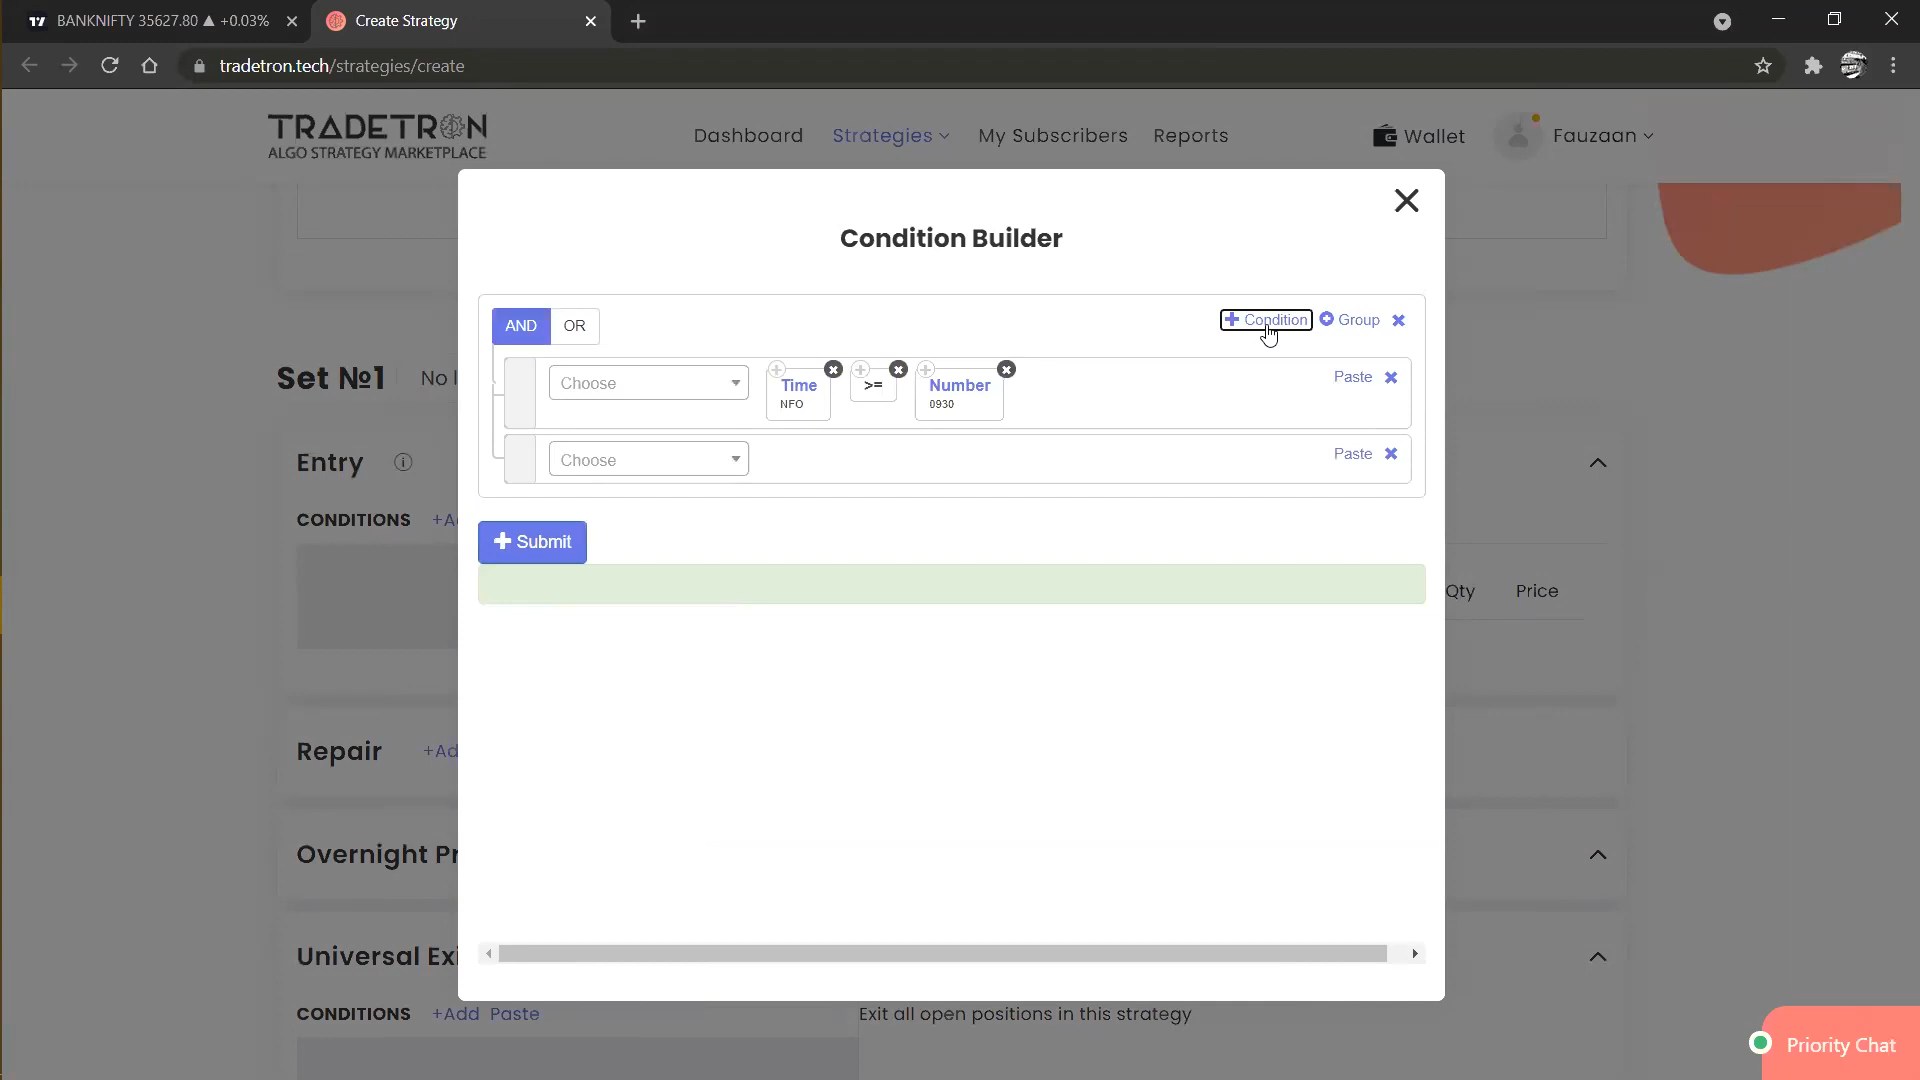 BANKNIFTY 35627.80 ▲ +0.03%
Create Strategy
tradetron.tech/strategies/create
TRADETRON
ALGO STRATEGY MARKETPLACE
Dashboard
Strategies
My Subscribers
Reports
Wallet
Fauzaan
Condition Builder
AND
OR
+ Condition
Group
Choose
Time
NFO
>=
Number
0930
Paste
Choose
Paste
+ Submit
Set №1
No l
Entry
CONDITIONS
+A
Qty
Price
Repair
+Ad
Overnight Pr
Universal Exi
CONDITIONS
+Add
Paste
Exit all open positions in this strategy
Priority Chat